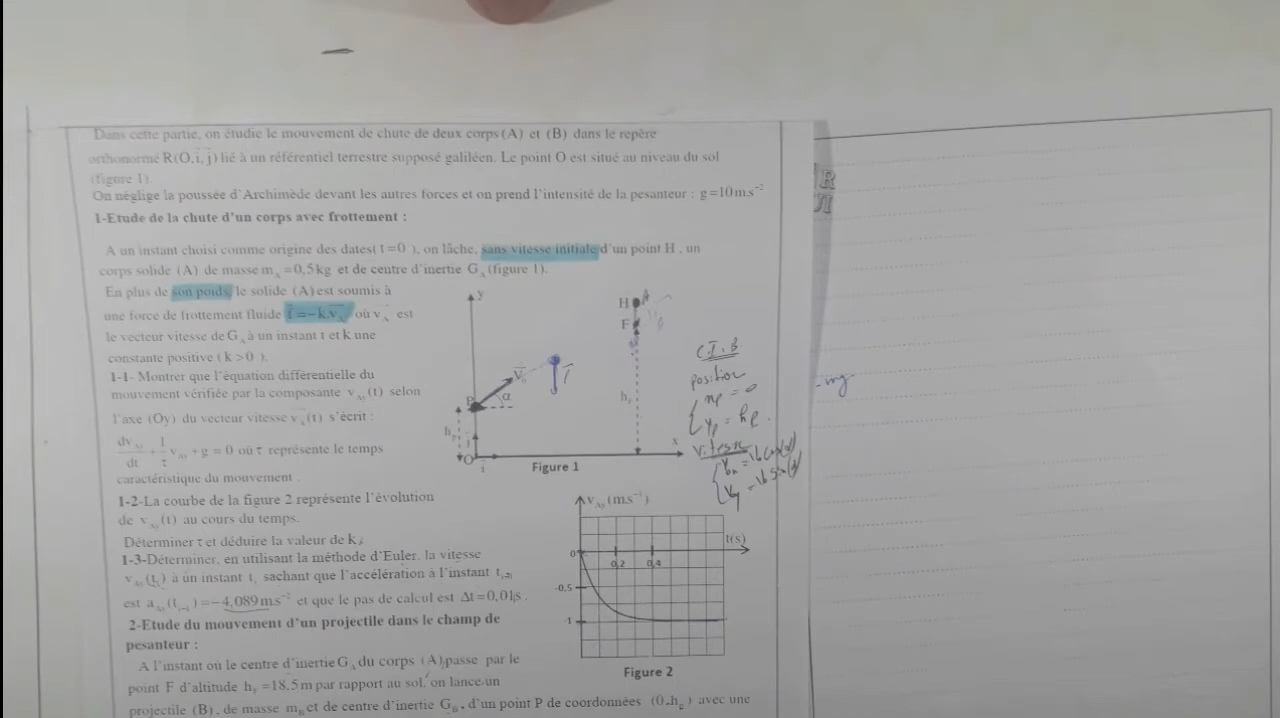 Dans cette partie, on étudie le mouvement de chute de deux corps (A) et (B) dans le repère
orthonormé R(O,i,j) lié à un référentiel terrestre supposé galiléen. Le point O est situé au niveau du sol
(figure 1).
On néglige la poussée d'Archimède devant les autres forces et on prend l'intensité de la pesanteur : g=10m.s⁻²
1-Etude de la chute d'un corps avec frottement :
A un instant choisi comme origine des dates( t=0 ), on lâche, sans vitesse initiale d'un point H , un
corps solide (A) de masse m_A=0,5kg et de centre d'inertie G_A (figure 1).
En plus de son poids, le solide (A) est soumis à
une force de frottement fluide f=-k.v_A où v_A est
le vecteur vitesse de G_A à un instant t et k une
constante positive ( k >0 ).
1-1- Montrer que l'équation différentielle du
mouvement vérifiée par la composante v_Ay(t) selon
l'axe (Oy) du vecteur vitesse v_A(t) s'écrit :
dv_Ay/dt + 1/τ v_Ay + g = 0 où τ représente le temps
caractéristique du mouvement .
1-2-La courbe de la figure 2 représente l'évolution
de v_Ay(t) au cours du temps.
Déterminer τ et déduire la valeur de k.
1-3-Déterminer, en utilisant la méthode d'Euler, la vitesse
v_Ay(t_i) à un instant t_i sachant que l'accélération à l'instant t_i-1
est a_Ay(t_i-1)=-4,089m.s⁻² et que le pas de calcul est Δt=0,01s .
2-Etude du mouvement d'un projectile dans le champ de
pesanteur :
A l'instant où le centre d'inertie G_A du corps (A) passe par le
point F d'altitude h_F =18,5m par rapport au sol, on lance un
projectile (B), de masse m_B et de centre d'inertie G_B, d'un point P de coordonnées (0,h_P) avec une
y
H A
F
V₀
P α
h_P
h_F
j
O i
x
Figure 1
C.I.B
position
x_P = 0
y_P = h_P
Vitesse
-mg
v_Ay(m.s⁻¹)
t(s)
0
0,2 0,4
-0,5
-1
Figure 2